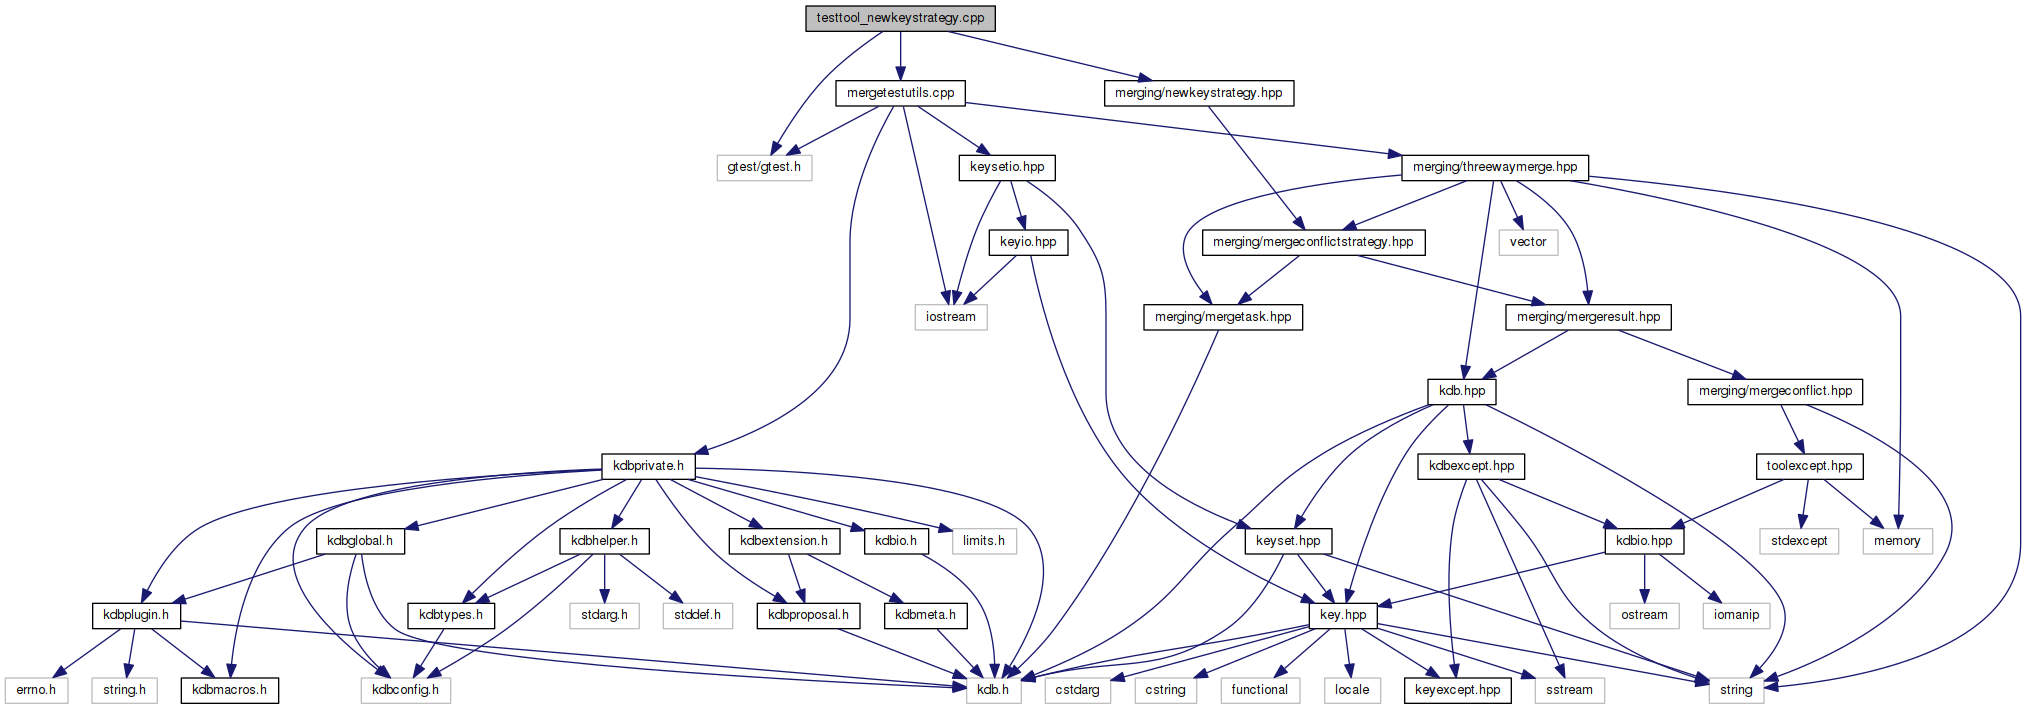 testtool_newkeystrategy.cpp
mergetestutils.cpp
merging/newkeystrategy.hpp
gtest/gtest.h
keysetio.hpp
merging/threewaymerge.hpp
keyio.hpp
merging/mergeconflictstrategy.hpp
vector
iostream
merging/mergetask.hpp
merging/mergeresult.hpp
kdb.hpp
merging/mergeconflict.hpp
kdbprivate.h
kdbexcept.hpp
toolexcept.hpp
kdbglobal.h
kdbhelper.h
kdbextension.h
kdbio.h
limits.h
keyset.hpp
kdbio.hpp
stdexcept
memory
kdbplugin.h
kdbtypes.h
stdarg.h
stddef.h
kdbproposal.h
kdbmeta.h
key.hpp
ostream
iomanip
errno.h
string.h
kdbmacros.h
kdbconfig.h
kdb.h
cstdarg
cstring
functional
locale
keyexcept.hpp
sstream
string